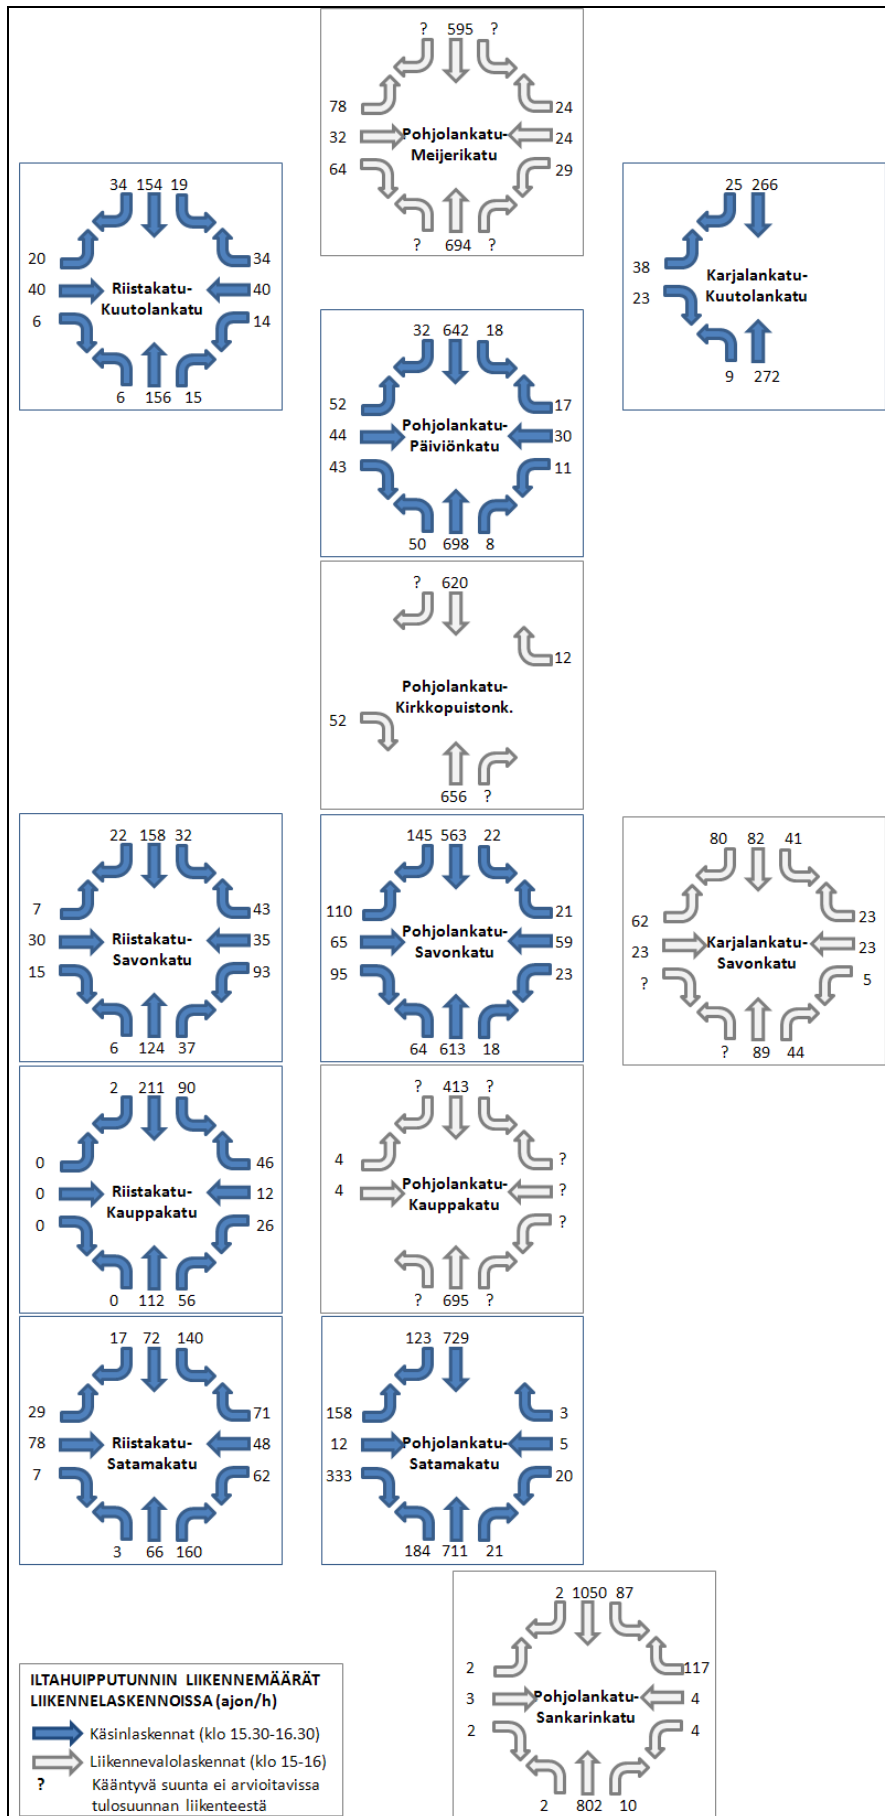 ? 595 ?
78 24
32 Pohjolankatu- 24
Meijerikatu
64 29
? 694 ?
34 154 19
20 34
40 Riistakatu- 40
Kuutolankatu
6 14
6 156 15
25 266
38 Karjalankatu-
23 Kuutolankatu
9 272
32 642 18
52 17
44 Pohjolankatu- 30
Päiviönkatu
43 11
50 698 8
? 620
12
Pohjolankatu-
Kirkkopuistonk.
52
656 ?
22 158 32
7 43
30 Riistakatu- 35
Savonkatu
15 93
6 124 37
145 563 22
110 21
65 Pohjolankatu- 59
Savonkatu
95 23
64 613 18
80 82 41
62 23
23 Karjalankatu- 23
Savonkatu
? 5
? 89 44
2 211 90
0 46
0 Riistakatu- 12
Kauppakatu
0 26
0 112 56
? 413 ?
4 ?
4 Pohjolankatu- ?
Kauppakatu
?
? 695 ?
17 72 140
29 71
78 Riistakatu- 48
Satamakatu
7 62
3 66 160
123 729
158 3
12 Pohjolankatu- 5
Satamakatu
333 20
184 711 21
2 1050 87
2 117
3 Pohjolankatu- 4
Sankarinkatu
2 4
2 802 10
ILTAHUIPPUTUNNIN LIIKENNEMÄÄRÄT
LIIKENNELASKENNOISSA (ajon/h)
Käsinlaskennat (klo 15.30-16.30)
Liikennevalolaskennat (klo 15-16)
? Kääntyvä suunta ei arvioitavissa
tulosuunnan liikenteestä